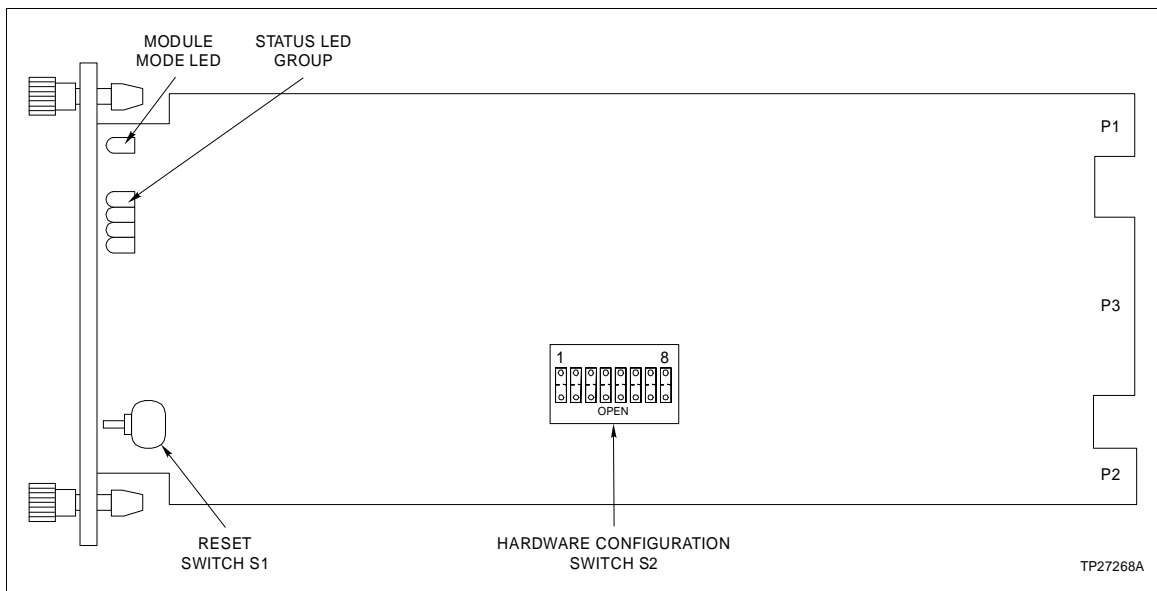 MODULE
MODE LED
STATUS LED
GROUP
P1
P3
1 8
OPEN
P2
RESET
SWITCH S1
HARDWARE CONFIGURATION
SWITCH S2
TP27268A